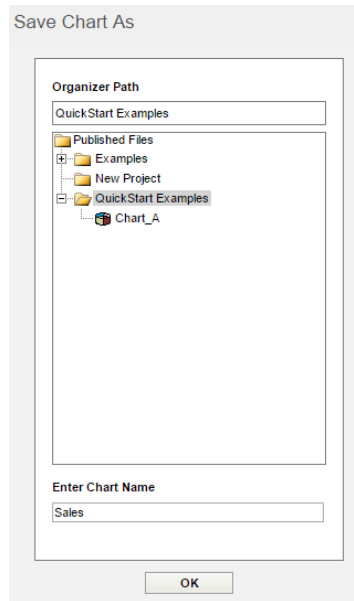 Save Chart As
Organizer Path
QuickStart Examples
Published Files
Examples
New Project
QuickStart Examples
Chart_A
Enter Chart Name
Sales
OK